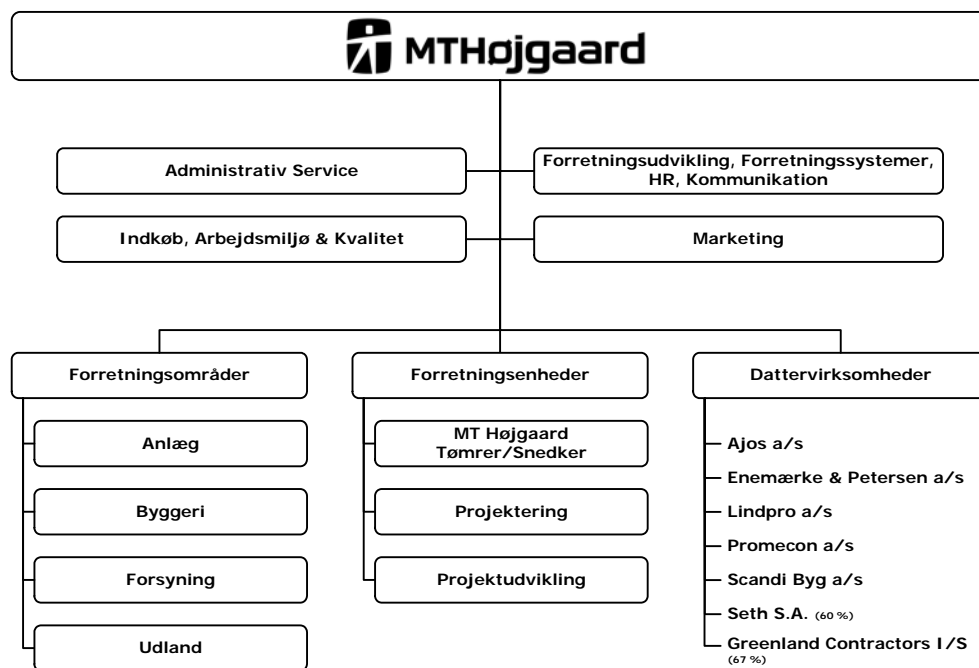 MTHøjgaard
Administrativ Service
Forretningsudvikling, Forretningssystemer,
HR, Kommunikation
Indkøb, Arbejdsmiljø & Kvalitet
Marketing
Forretningsområder
Anlæg
Byggeri
Forsyning
Udland
Forretningsenheder
MT Højgaard
Tømrer/Snedker
Projektering
Projektudvikling
Dattervirksomheder
Ajos a/s
Enemærke & Petersen a/s
Lindpro a/s
Promecon a/s
Scandi Byg a/s
Seth S.A. (60 %)
Greenland Contractors I/S
(67 %)